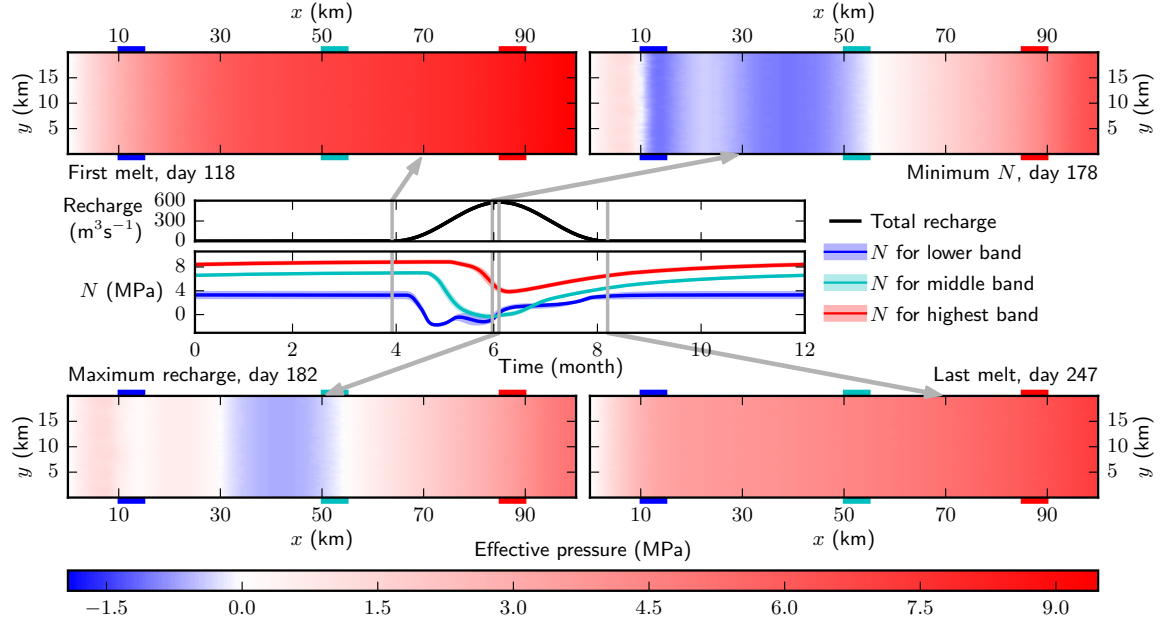 x (km)
x (km)
10 30 50 70 90
10 30 50 70 90
y (km)
15
10
5
15
10
5
y (km)
First melt, day 118
Minimum N, day 178
Recharge
(m³s⁻¹)
600
300
0
N (MPa)
8
4
0
0 2 4 6 8 10 12
Time (month)
Total recharge
N for lower band
N for middle band
N for highest band
Maximum recharge, day 182
Last melt, day 247
y (km)
15
10
5
15
10
5
y (km)
10 30 50 70 90
10 30 50 70 90
x (km)
x (km)
Effective pressure (MPa)
−1.5 0.0 1.5 3.0 4.5 6.0 7.5 9.0